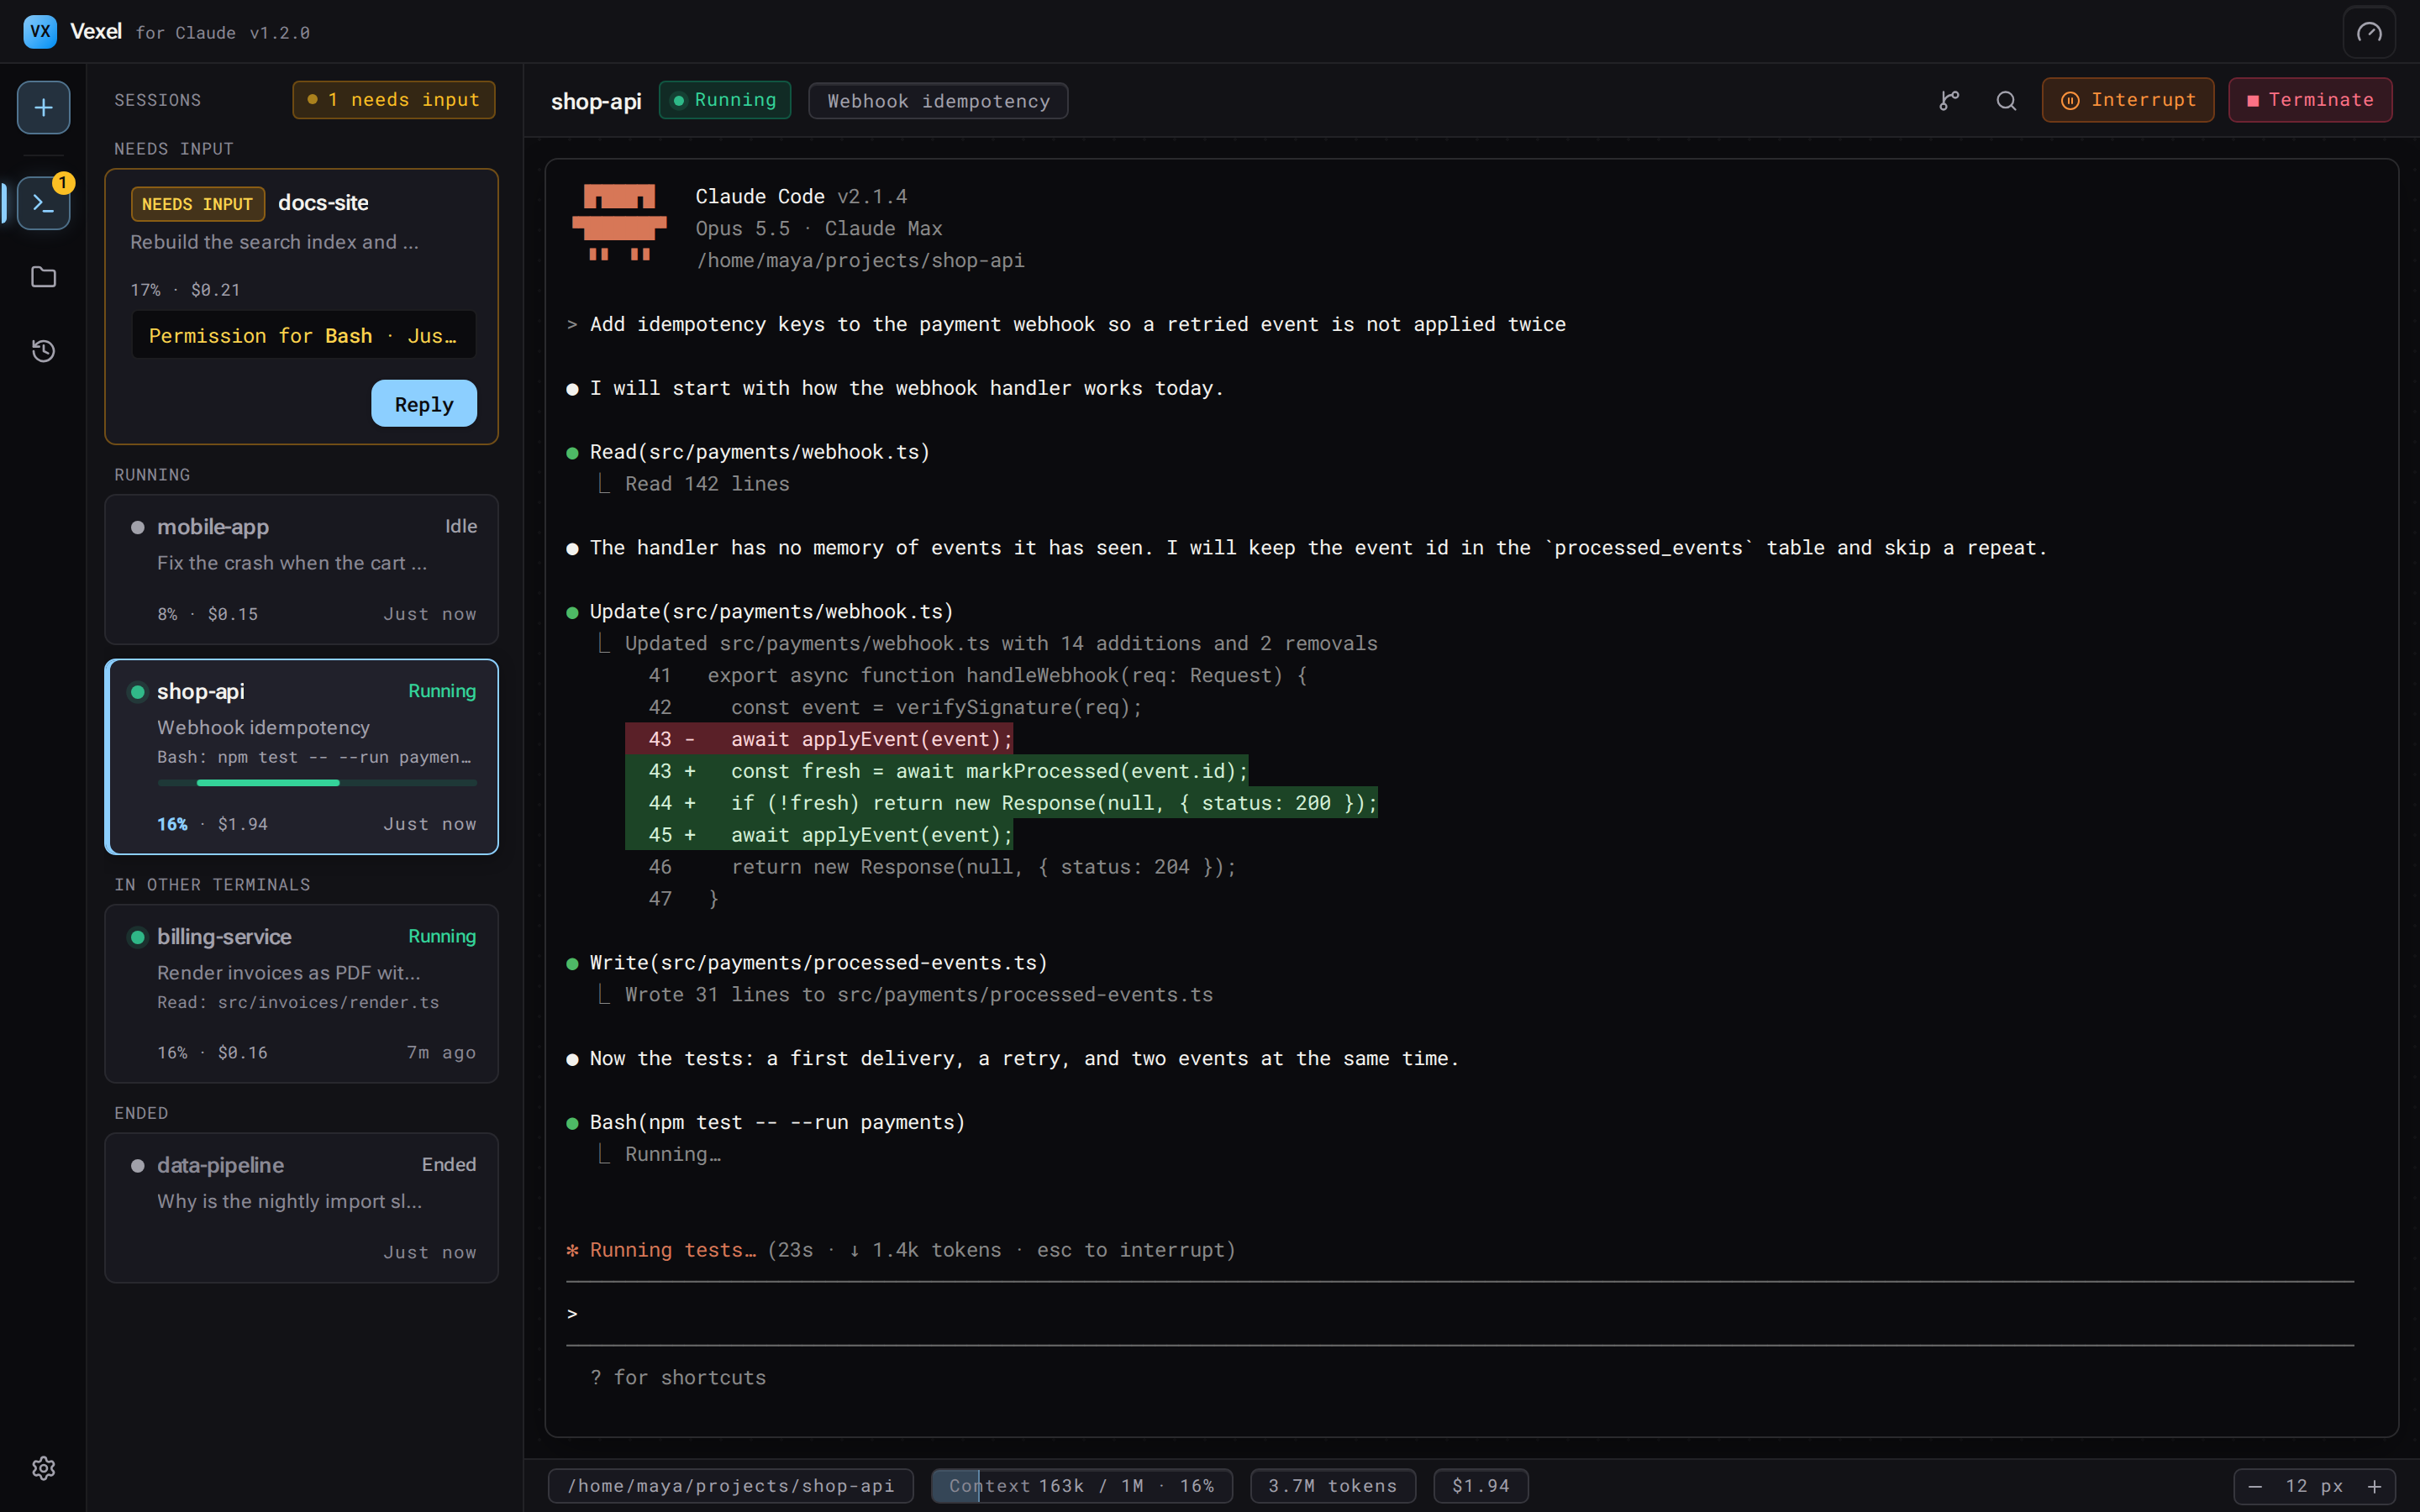 VX Vexel for Claude v1.2.0
SESSIONS
1 needs input
NEEDS INPUT
NEEDS INPUT docs-site
Rebuild the search index and ...
17% · $0.21
Permission for Bash · Jus…
Reply
RUNNING
mobile-app Idle
Fix the crash when the cart ...
8% · $0.15 Just now
shop-api Running
Webhook idempotency
Bash: npm test -- --run paymen…
16% · $1.94 Just now
IN OTHER TERMINALS
billing-service Running
Render invoices as PDF wit...
Read: src/invoices/render.ts
16% · $0.16 7m ago
ENDED
data-pipeline Ended
Why is the nightly import sl...
Just now
1
shop-api Running Webhook idempotency
Interrupt Terminate
Claude Code v2.1.4
Opus 5.5 · Claude Max
/home/maya/projects/shop-api
> Add idempotency keys to the payment webhook so a retried event is not applied twice
● I will start with how the webhook handler works today.
● Read(src/payments/webhook.ts)
⎿ Read 142 lines
● The handler has no memory of events it has seen. I will keep the event id in the `processed_events` table and skip a repeat.
● Update(src/payments/webhook.ts)
⎿ Updated src/payments/webhook.ts with 14 additions and 2 removals
41 export async function handleWebhook(req: Request) {
42 const event = verifySignature(req);
43 - await applyEvent(event);
43 + const fresh = await markProcessed(event.id);
44 + if (!fresh) return new Response(null, { status: 200 });
45 + await applyEvent(event);
46 return new Response(null, { status: 204 });
47 }
● Write(src/payments/processed-events.ts)
⎿ Wrote 31 lines to src/payments/processed-events.ts
● Now the tests: a first delivery, a retry, and two events at the same time.
● Bash(npm test -- --run payments)
⎿ Running…
✻ Running tests… (23s · ↓ 1.4k tokens · esc to interrupt)
>
? for shortcuts
/home/maya/projects/shop-api Context 163k / 1M · 16% 3.7M tokens $1.94
− 12 px +